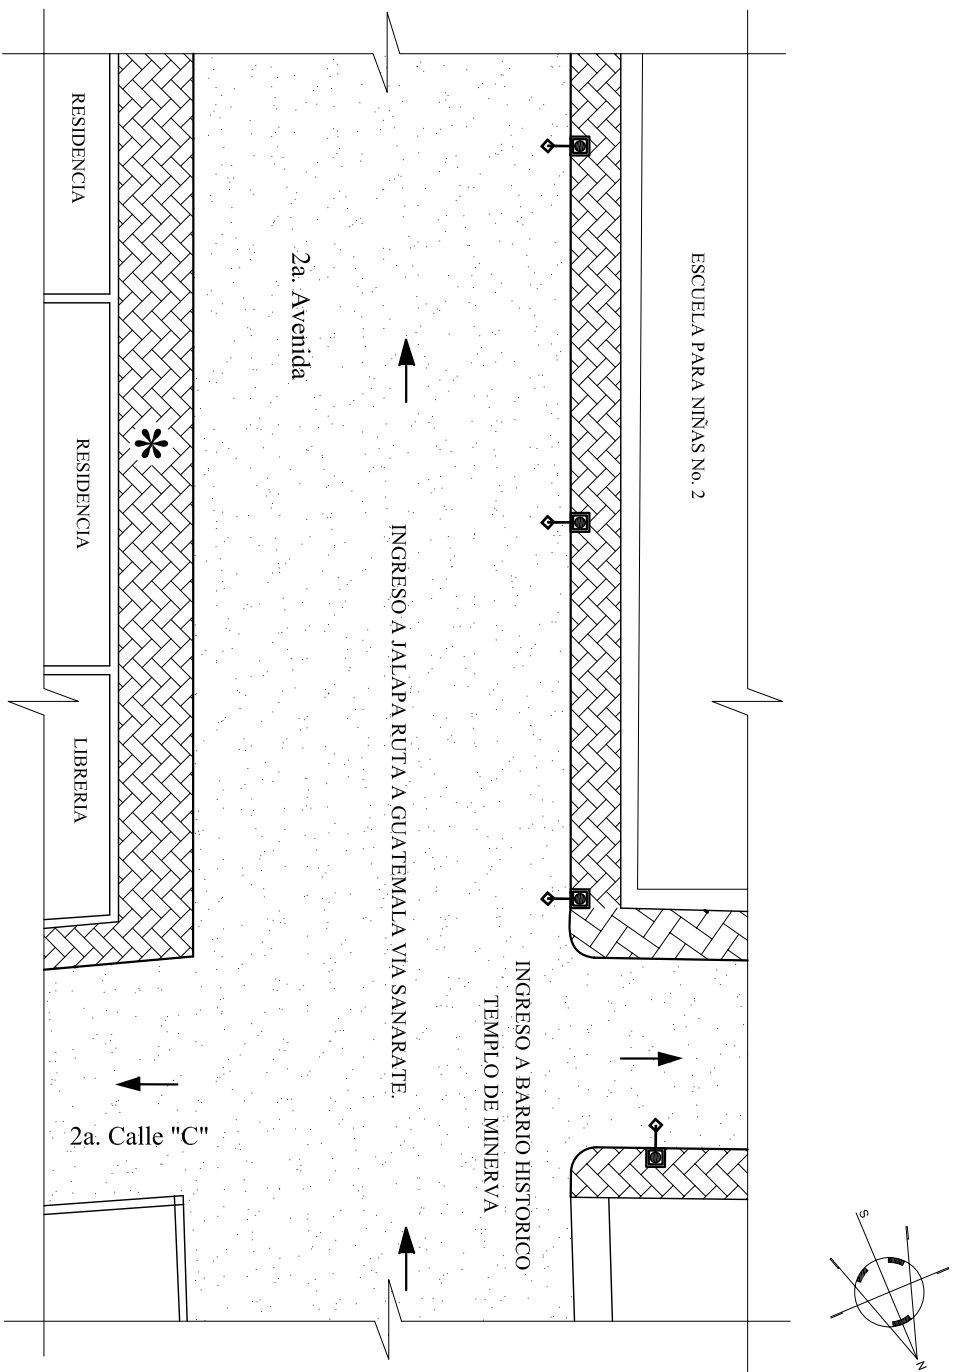 RESIDENCIA
RESIDENCIA
LIBRERIA
2a. Avenida
INGRESO A JALAPA RUTA A GUATEMALA VIA SANARATE.
ESCUELA PARA NIÑAS No. 2
INGRESO A BARRIO HISTÓRICO
TEMPLO DE MINERVA
2a. Calle "C"
S
N